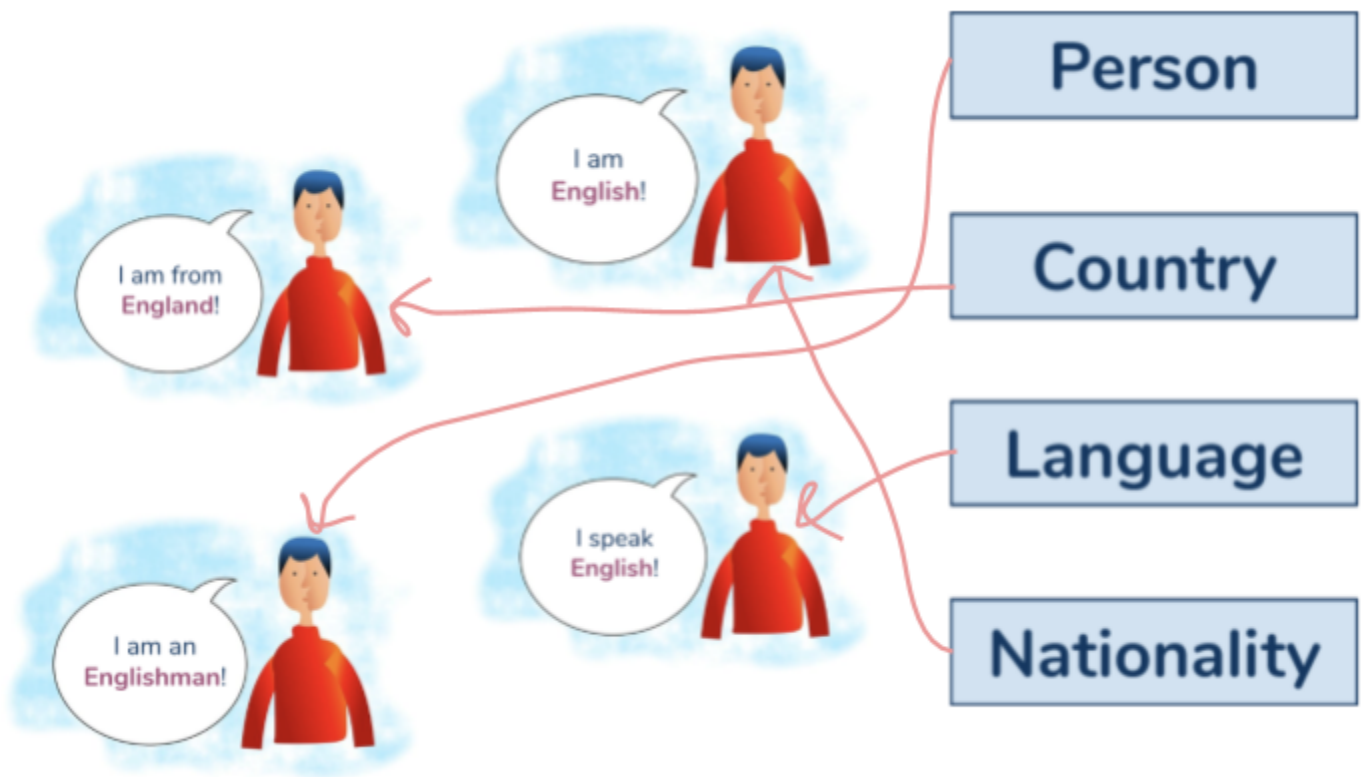 I am
English!
I am from
England!
I speak
English!
I am an
Englishman!
Person
Country
Language
Nationality